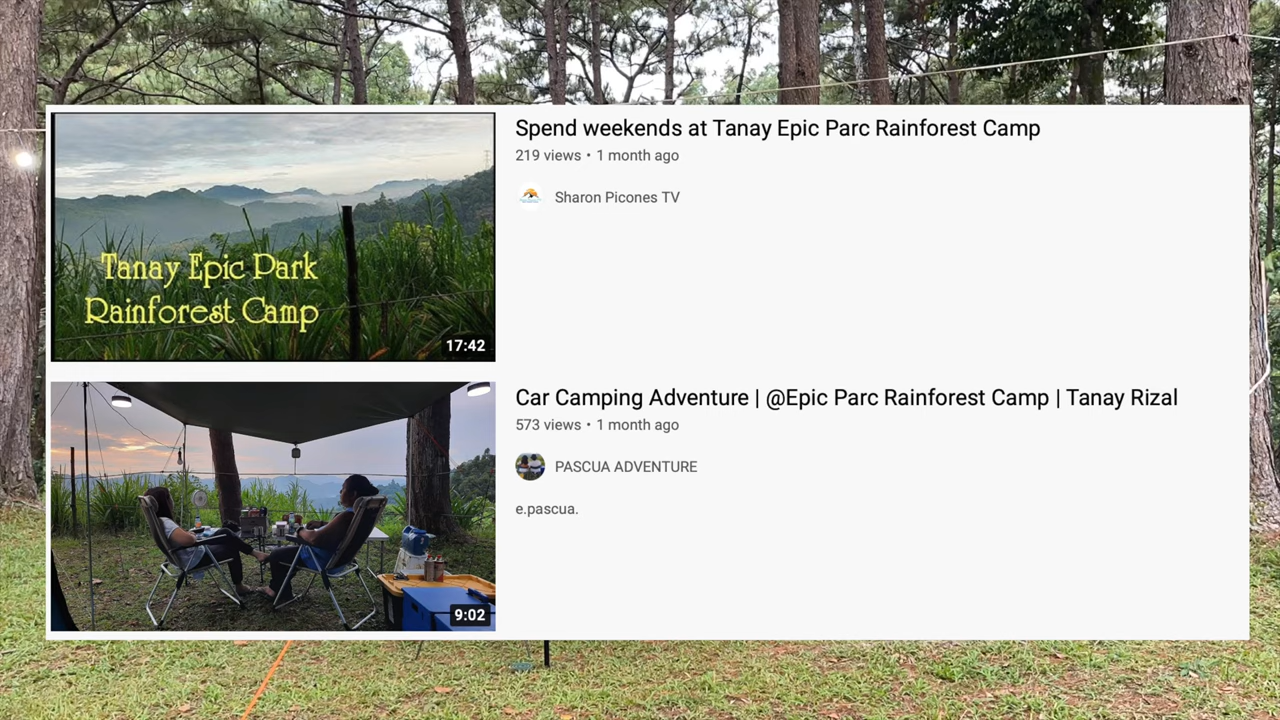 Spend weekends at Tanay Epic Parc Rainforest Camp
219 views • 1 month ago
Sharon Picones TV
Tanay Epic Park
Rainforest Camp
17:42
Car Camping Adventure | @Epic Parc Rainforest Camp | Tanay Rizal
573 views • 1 month ago
PASCUA ADVENTURE
e.pascua.
9:02